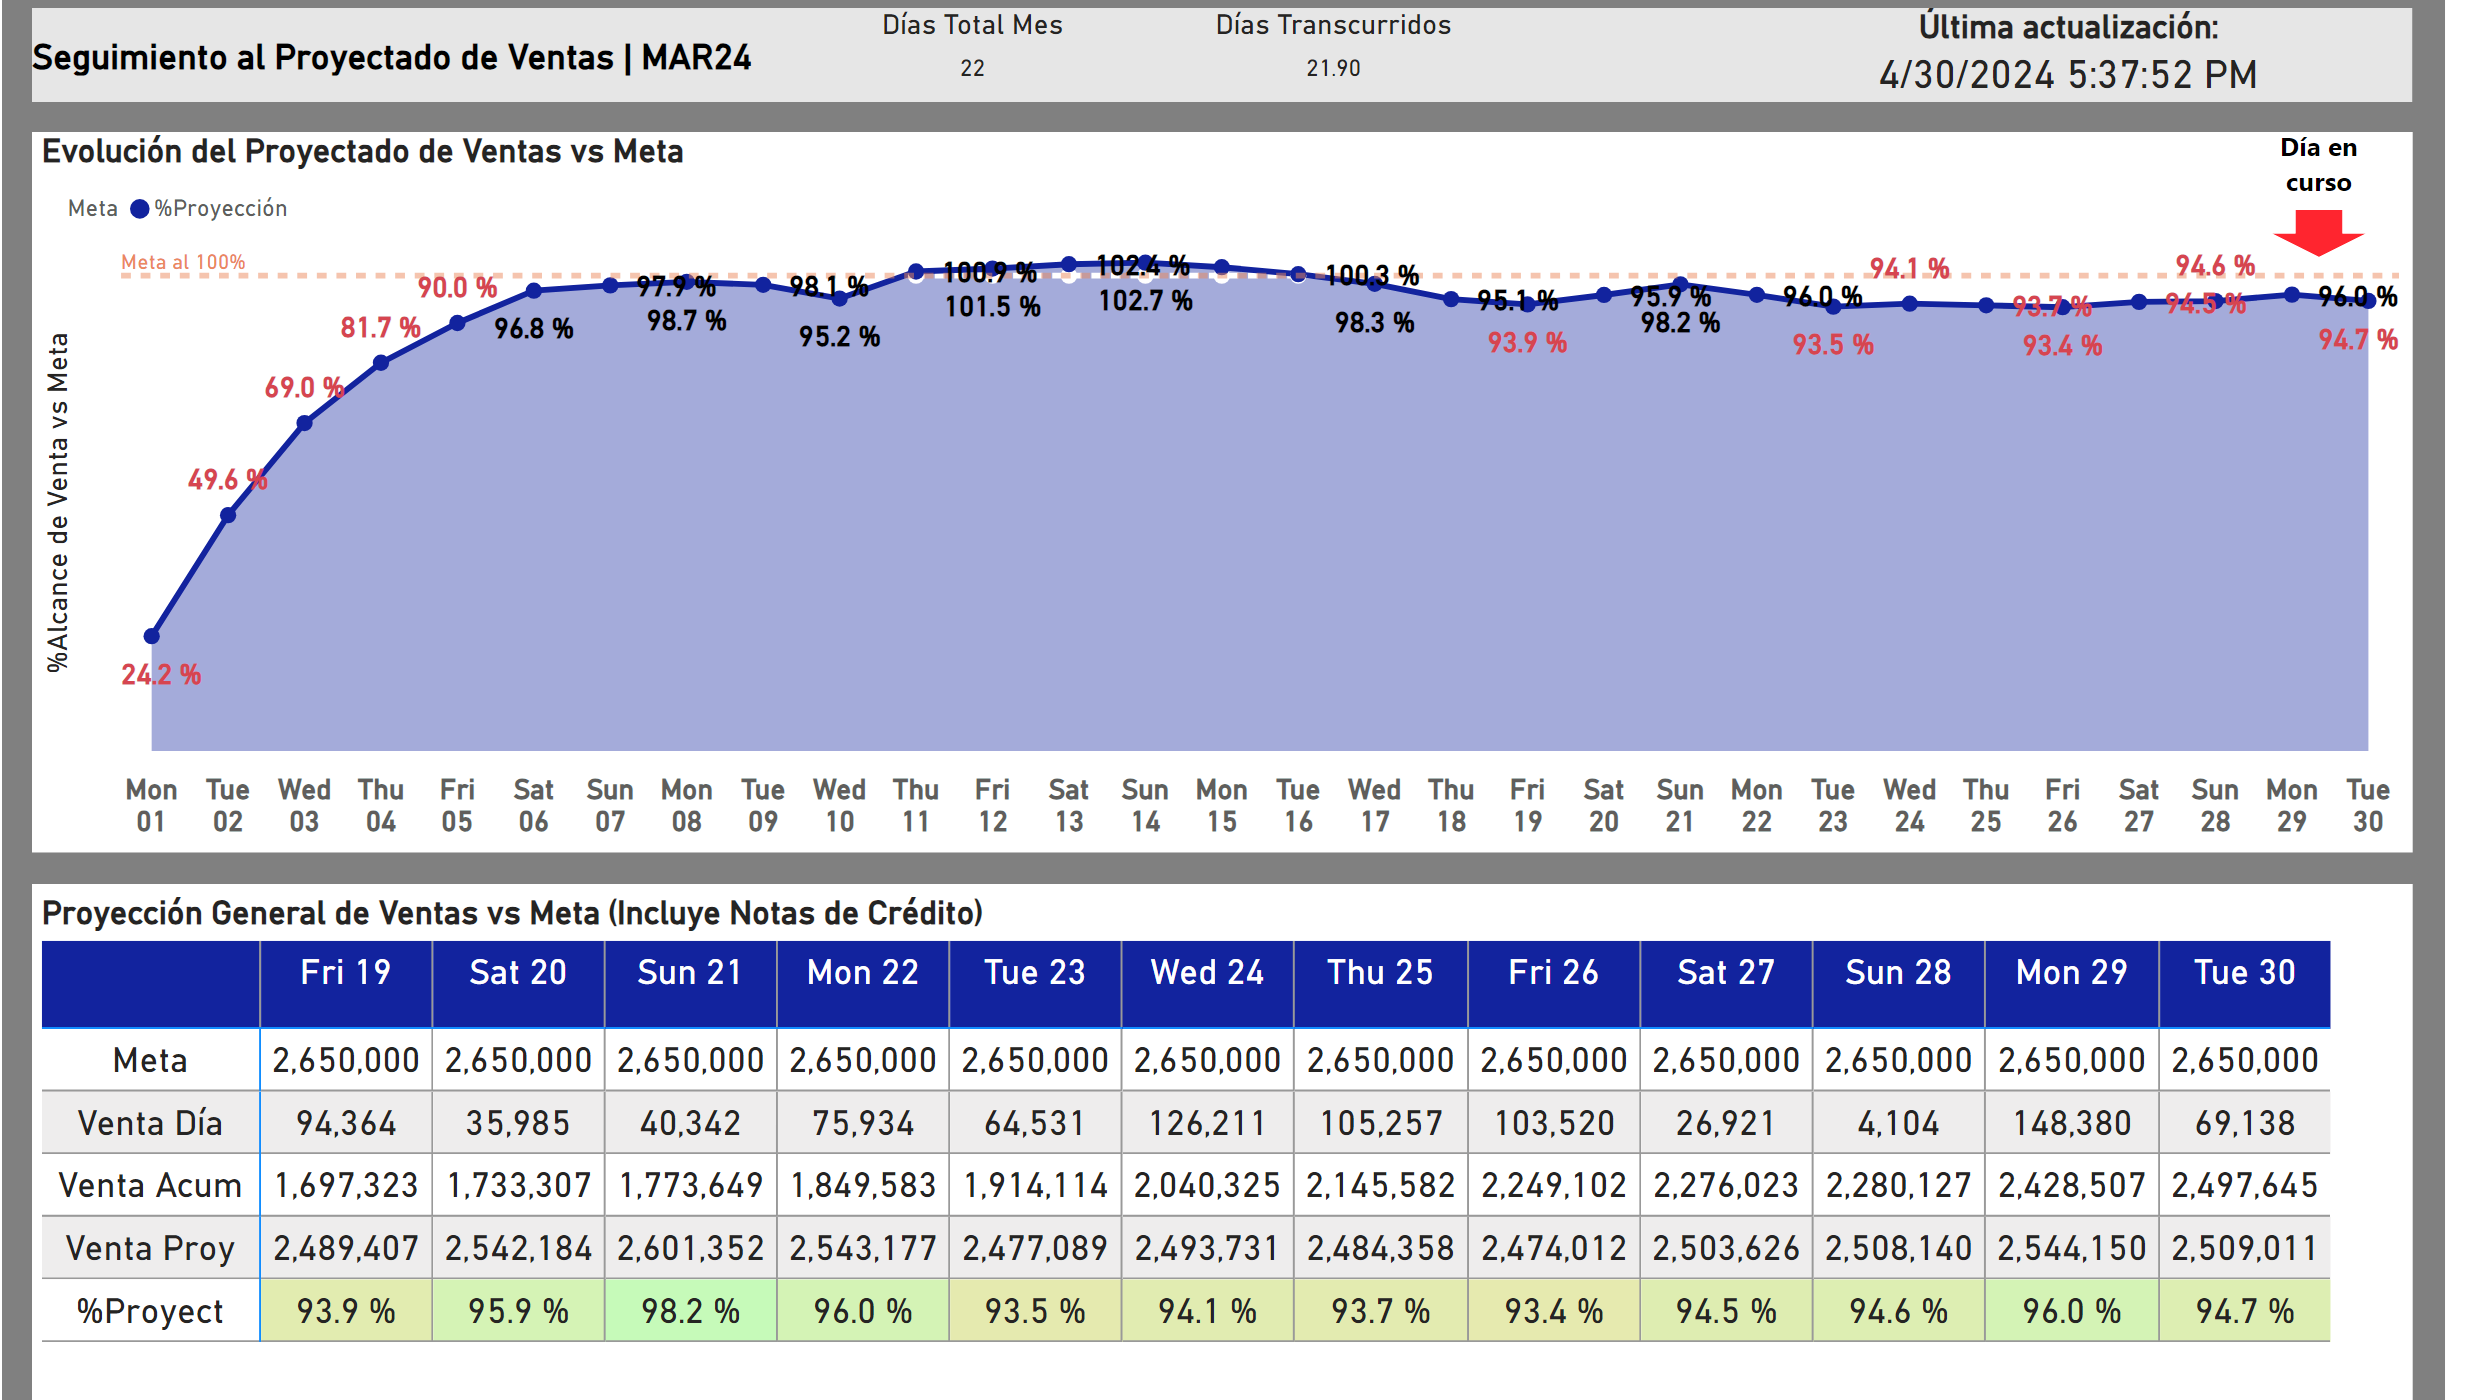 Seguimiento al Proyectado de Ventas | MAR24
Días Total Mes
22
Días Transcurridos
21.90
Última actualización:
4/30/2024 5:37:52 PM
Evolución del Proyectado de Ventas vs Meta
Día en
curso
Meta %Proyección
Meta al 100%
%Alcance de Venta vs Meta
24.2 %
49.6 %
69.0 %
81.7 %
90.0 %
96.8 %
97.9 %
98.7 %
98.1 %
95.2 %
100.9 %
101.5 %
102.4 %
102.7 %
100.3 %
98.3 %
95.1 %
93.9 %
95.9 %
98.2 %
96.0 %
93.5 %
94.1 %
93.7 %
93.4 %
94.5 %
94.6 %
96.0 %
94.7 %
Mon Tue Wed Thu Fri Sat Sun Mon Tue Wed Thu Fri Sat Sun Mon Tue Wed Thu Fri Sat Sun Mon Tue Wed Thu Fri Sat Sun Mon Tue
01 02 03 04 05 06 07 08 09 10 11 12 13 14 15 16 17 18 19 20 21 22 23 24 25 26 27 28 29 30
Proyección General de Ventas vs Meta (Incluye Notas de Crédito)
Fri 19 Sat 20 Sun 21 Mon 22 Tue 23 Wed 24 Thu 25 Fri 26 Sat 27 Sun 28 Mon 29 Tue 30
Meta 2,650,000 2,650,000 2,650,000 2,650,000 2,650,000 2,650,000 2,650,000 2,650,000 2,650,000 2,650,000 2,650,000 2,650,000
Venta Día 94,364 35,985 40,342 75,934 64,531 126,211 105,257 103,520 26,921 4,104 148,380 69,138
Venta Acum 1,697,323 1,733,307 1,773,649 1,849,583 1,914,114 2,040,325 2,145,582 2,249,102 2,276,023 2,280,127 2,428,507 2,497,645
Venta Proy 2,489,407 2,542,184 2,601,352 2,543,177 2,477,089 2,493,731 2,484,358 2,474,012 2,503,626 2,508,140 2,544,150 2,509,011
%Proyect 93.9 % 95.9 % 98.2 % 96.0 % 93.5 % 94.1 % 93.7 % 93.4 % 94.5 % 94.6 % 96.0 % 94.7 %